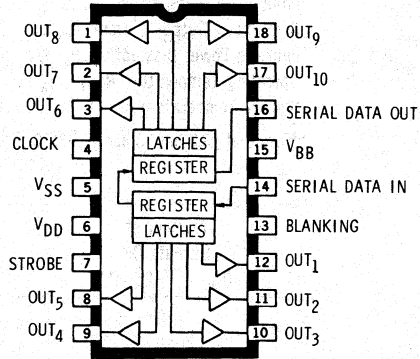 OUT8 1 18 OUT9
OUT7 2 17 OUT10
OUT6 3 16 SERIAL DATA OUT
CLOCK 4 LATCHES 15 VBB
REGISTER
VSS 5 REGISTER 14 SERIAL DATA IN
VDD 6 LATCHES 13 BLANKING
STROBE 7 12 OUT1
OUT5 8 11 OUT2
OUT4 9 10 OUT3